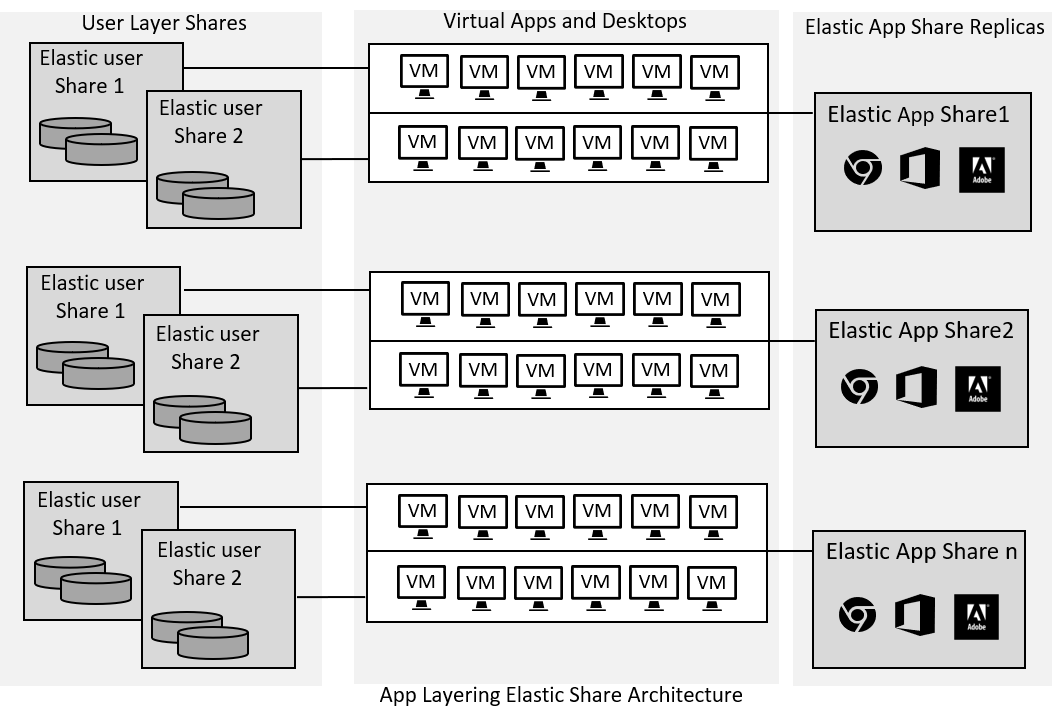 User Layer Shares
Virtual Apps and Desktops
Elastic App Share Replicas
Elastic user
Share 1
Elastic user
Share 2
VM VM VM VM VM VM
VM VM VM VM VM VM
Elastic App Share1
Adobe
Elastic user
Share 1
Elastic user
Share 2
VM VM VM VM VM VM
VM VM VM VM VM VM
Elastic App Share2
Adobe
Elastic user
Share 1
Elastic user
Share 2
VM VM VM VM VM VM
VM VM VM VM VM VM
Elastic App Share n
Adobe
App Layering Elastic Share Architecture